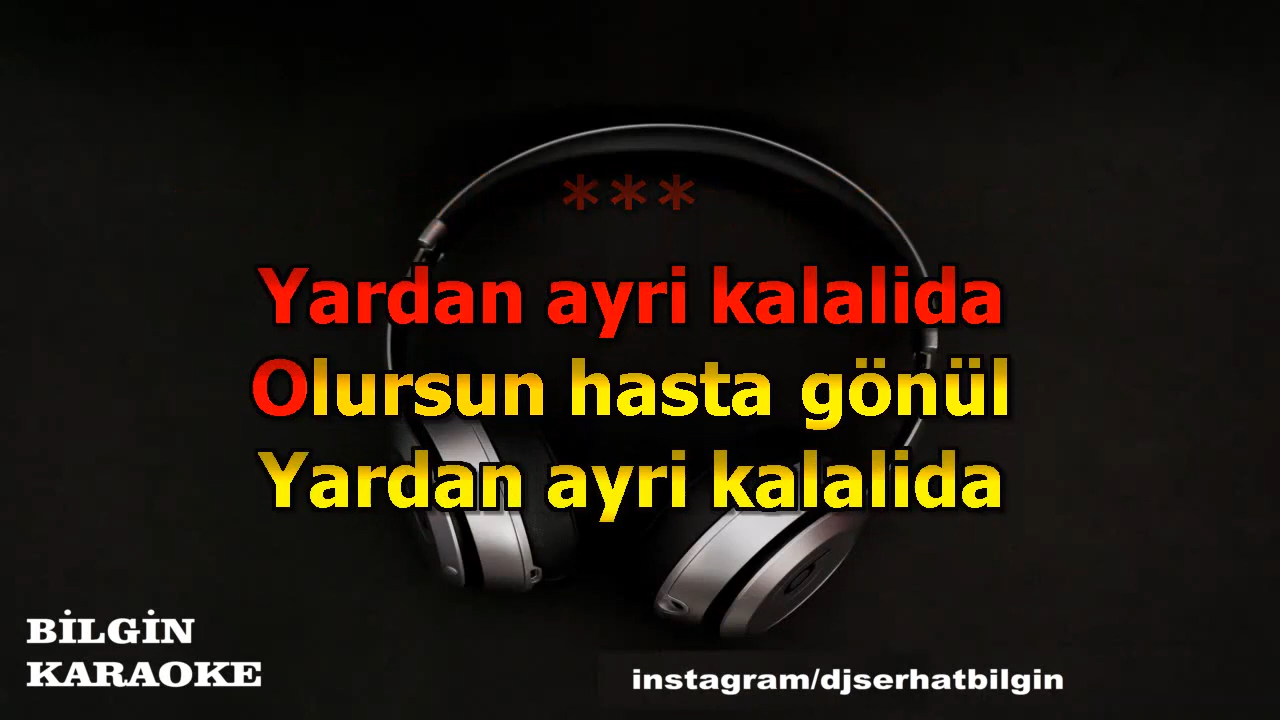 ***
Yardan ayri kalalida
Olursun hasta gönül
Yardan ayri kalalida
BİLGİN
KARAOKE
instagram/djserhatbilgin